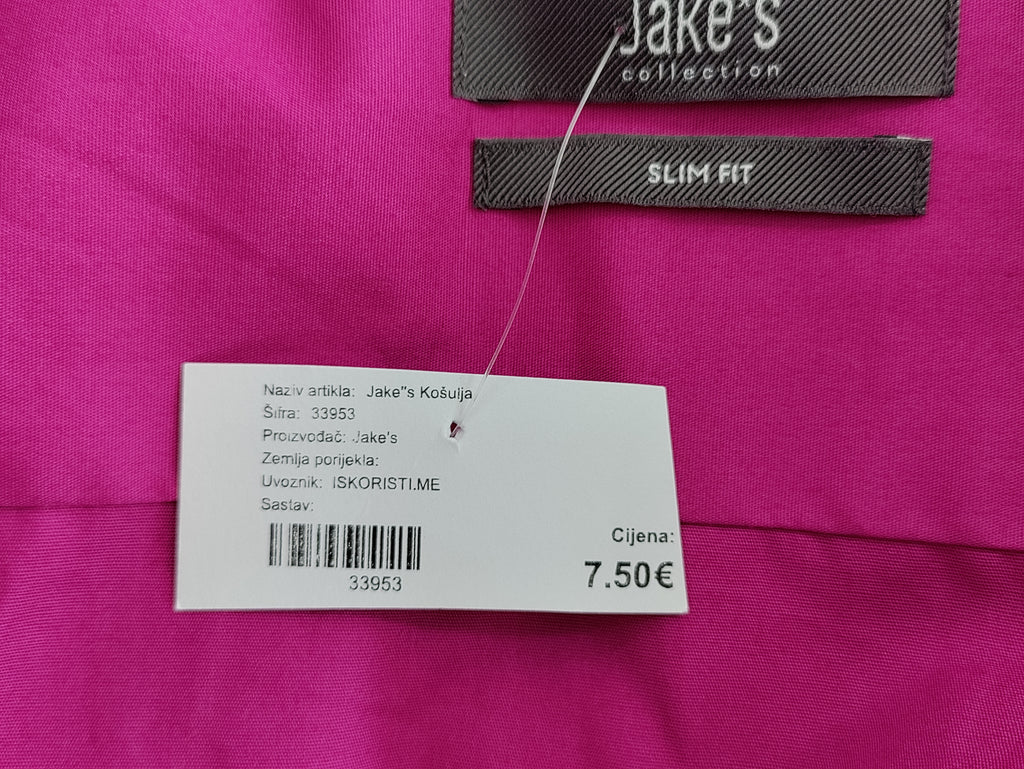 Jake*s
collection
SLIM FIT
Naziv artikla: Jake"s Košulja
Šifra: 33953
Proizvođač: Jake's
Zemlja porijekla:
Uvoznik: ISKORISTI.ME
Sastav:
33953
Cijena:
7.50€